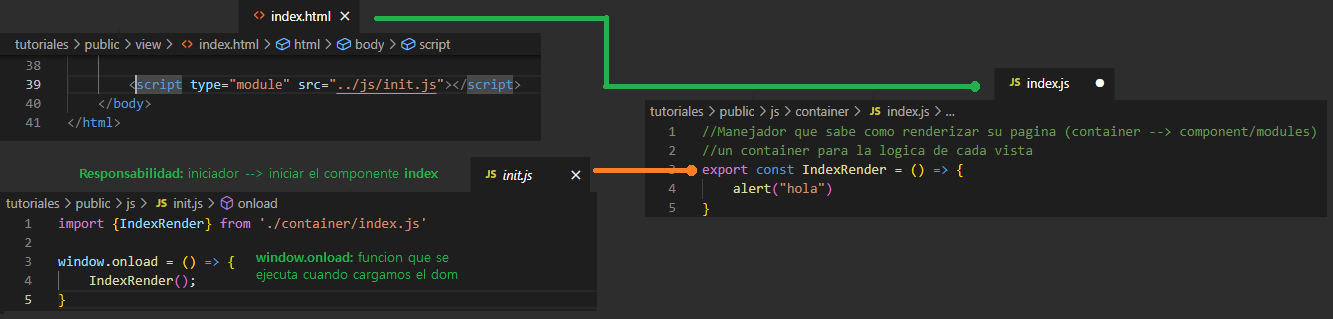 <> index.html ×
tutoriales > public > view > <> index.html > html > body > script
38
39 <script type="module" src="../js/init.js"></script>
40 </body>
41 </html>
Responsabilidad: iniciador --> iniciar el componente index
JS init.js ×
tutoriales > public > js > JS init.js > onload
1 import {IndexRender} from './container/index.js'
2
3 window.onload = () => {
4 IndexRender();
5 }
window.onload: funcion que se
ejecuta cuando cargamos el dom
JS index.js ●
tutoriales > public > js > container > JS index.js > ...
1 //Manejador que sabe como renderizar su pagina (container --> component/modules)
2 //un container para la logica de cada vista
3 export const IndexRender = () => {
4 alert("hola")
5 }